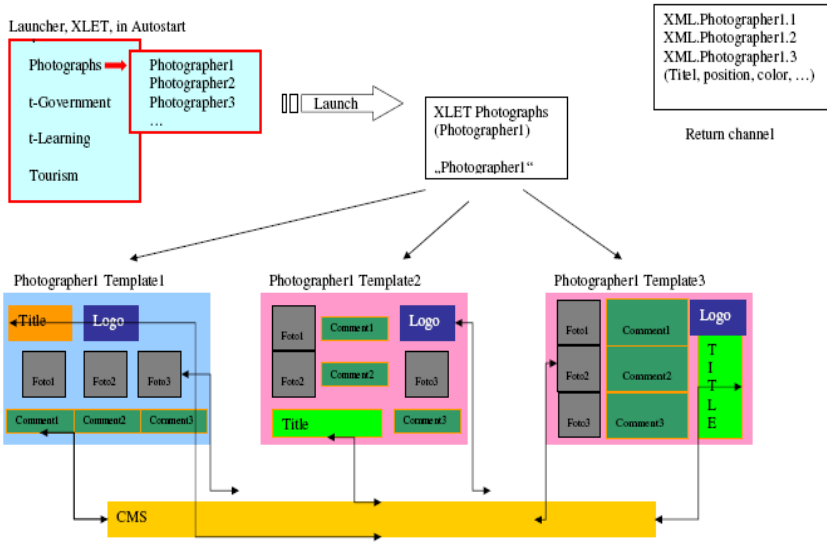 Launcher, XLET, in Autostart
Photographs
t-Government
t-Learning
Tourism
Photographer1
Photographer2
Photographer3
...
Launch
XLET Photographs
(Photographer1)
„Photographer1“
XML.Photographer1.1
XML.Photographer1.2
XML.Photographer1.3
(Titel, position, color, ...)
Return channel
Photographer1 Template1
Title
Logo
Foto1
Foto2
Foto3
Comment1
Comment2
Comment3
Photographer1 Template2
Foto1
Comment1
Logo
Foto2
Comment2
Foto3
Title
Comment3
Photographer1 Template3
Foto1
Comment1
Logo
Foto2
Comment2
Foto3
Comment3
T
I
T
L
E
CMS